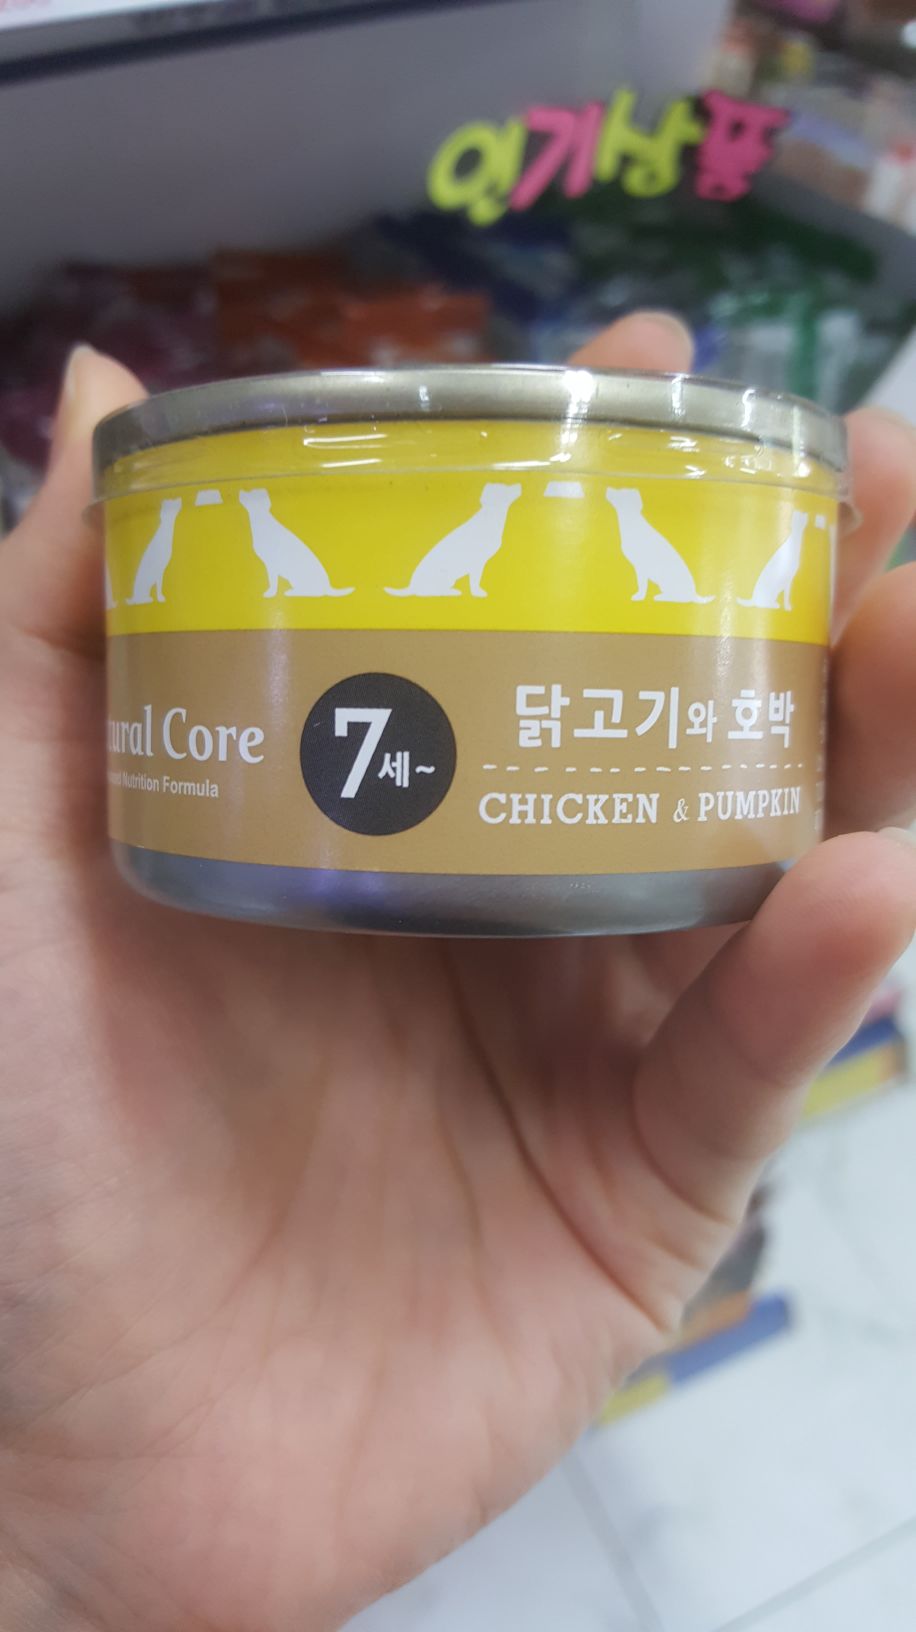 인기상품
tural Core
Nutrition Formula
7세~
닭고기와 호박
CHICKEN & PUMPKIN